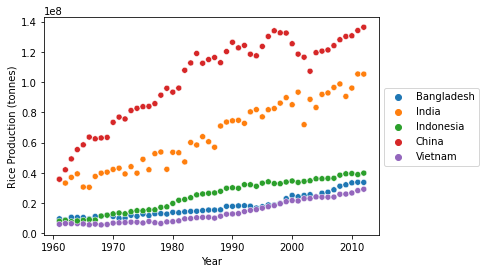 1e8
1.4
1.2
1.0
0.8
0.6
0.4
0.2
0.0
Rice Production (tonnes)
1960 1970 1980 1990 2000 2010
Year
Bangladesh
India
Indonesia
China
Vietnam